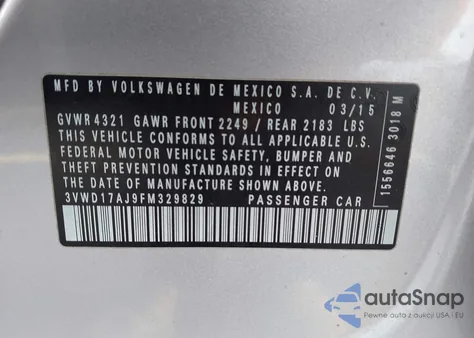 MFD BY VOLKSWAGEN DE MEXICO S.A. DE C.V.
MEXICO 03/15
GVWR 4321 GAWR FRONT 2249 / REAR 2183 LBS
THIS VEHICLE CONFORMS TO ALL APPLICABLE U.S.
FEDERAL MOTOR VEHICLE SAFETY, BUMPER AND
THEFT PREVENTION STANDARDS IN EFFECT ON
THE DATE OF MANUFACTURE SHOWN ABOVE.
3VWD17AJ9FM329829 PASSENGER CAR
1556646 3018 M
autoSnap
Pewne auta z aukcji USA i EU